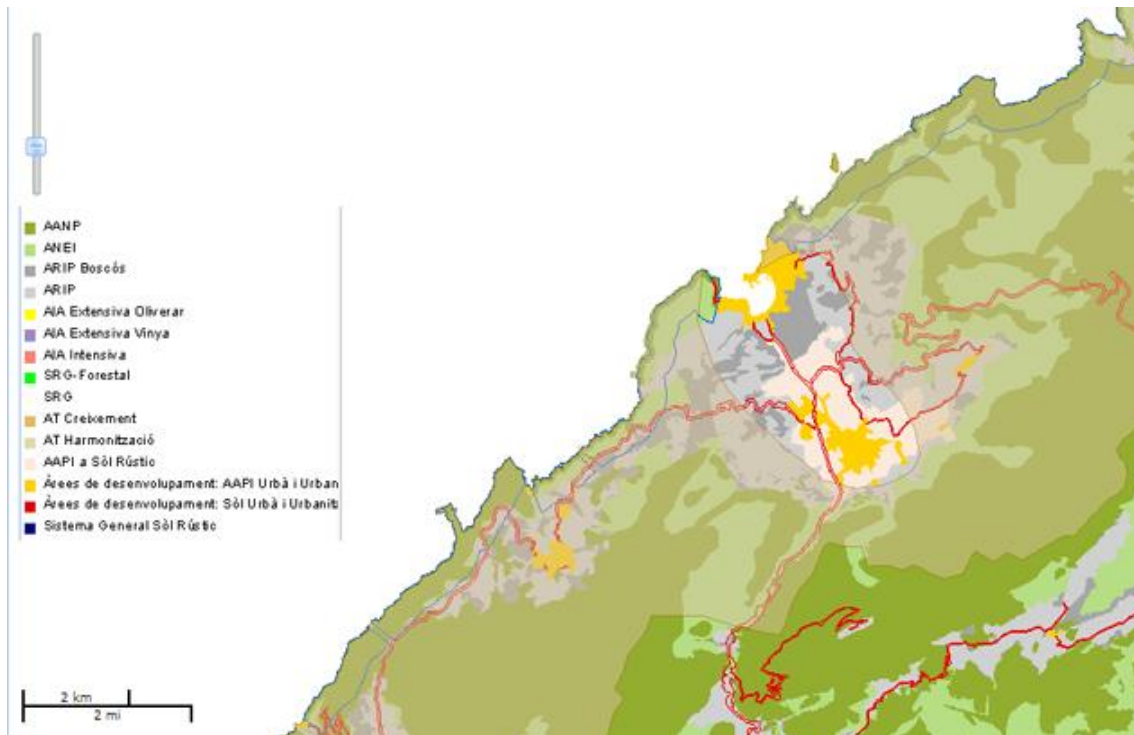 AANP
ANEI
ARIP Boscós
ARIP
AIA Extensiva Oliverar
AIA Extensiva Vinya
AIA Intensiva
SRG-Forestal
SRG
AT Creixement
AT Harmonització
AAPI a Sòl Rústic
Àrees de desenvolupament: AAPI Urbà i Urban
Àrees de desenvolupament: Sòl Urbà i Urbanitz
Sistema General Sòl Rústic
2 km
2 mi